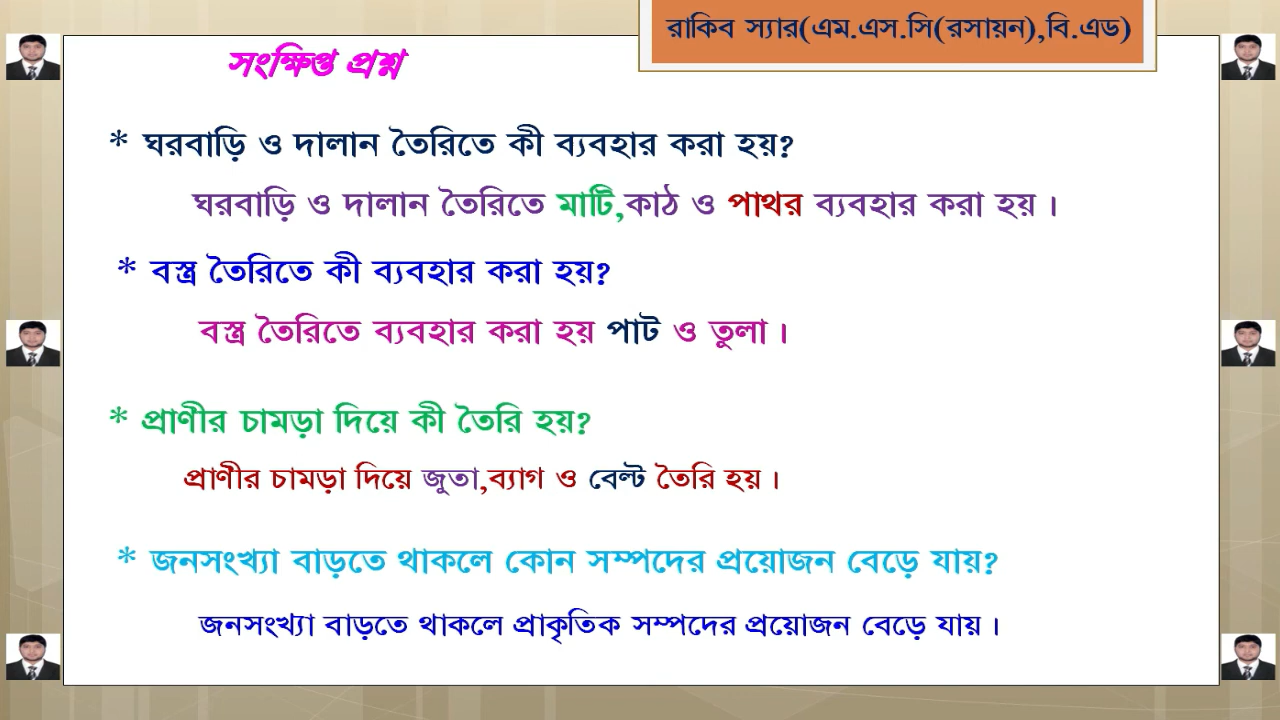 রাকিব স্যার(এম.এস.সি(রসায়ন),বি.এড)
সংক্ষিপ্ত প্রশ্ন
* ঘরবাড়ি ও দালান তৈরিতে কী ব্যবহার করা হয়?
ঘরবাড়ি ও দালান তৈরিতে মাটি,কাঠ ও পাথর ব্যবহার করা হয়।
* বস্ত্র তৈরিতে কী ব্যবহার করা হয়?
বস্ত্র তৈরিতে ব্যবহার করা হয় পাট ও তুলা।
* প্রাণীর চামড়া দিয়ে কী তৈরি হয়?
প্রাণীর চামড়া দিয়ে জুতা,ব্যাগ ও বেল্ট তৈরি হয়।
* জনসংখ্যা বাড়তে থাকলে কোন সম্পদের প্রয়োজন বেড়ে যায়?
জনসংখ্যা বাড়তে থাকলে প্রাকৃতিক সম্পদের প্রয়োজন বেড়ে যায়।